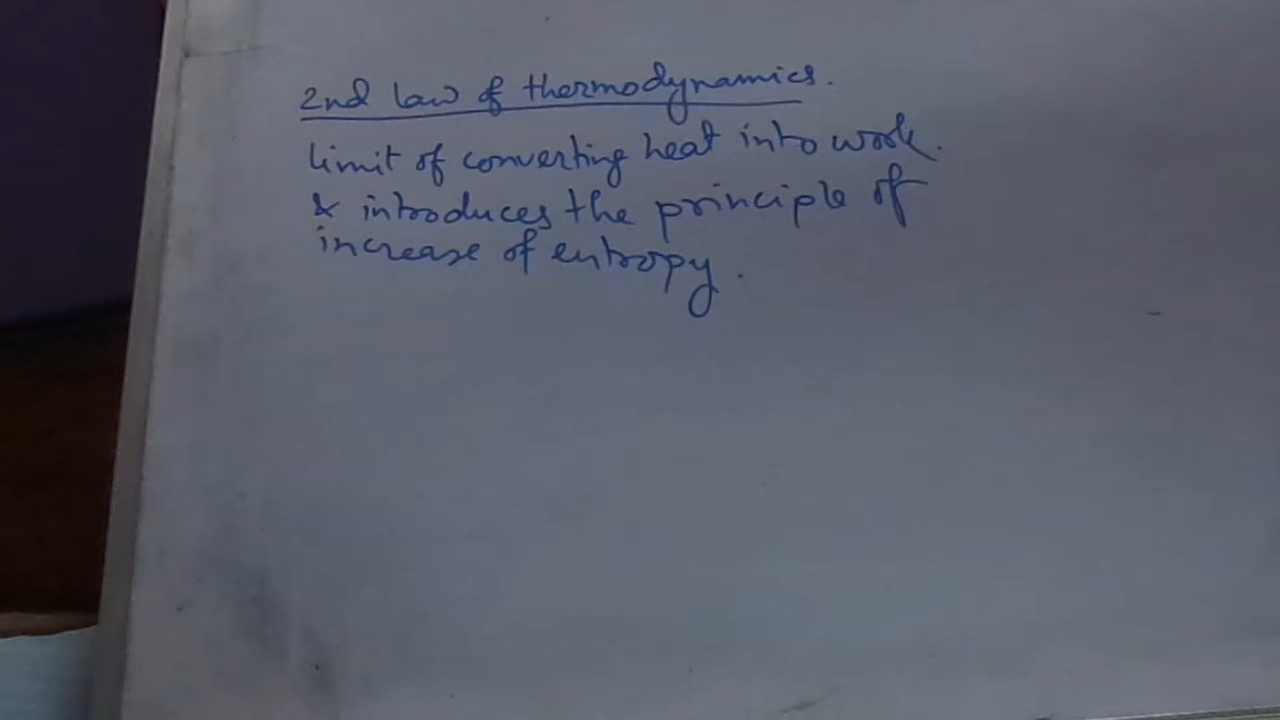 2nd law of thermodynamics.
limit of converting heat into work.
& introduces the principle of
increase of entropy.